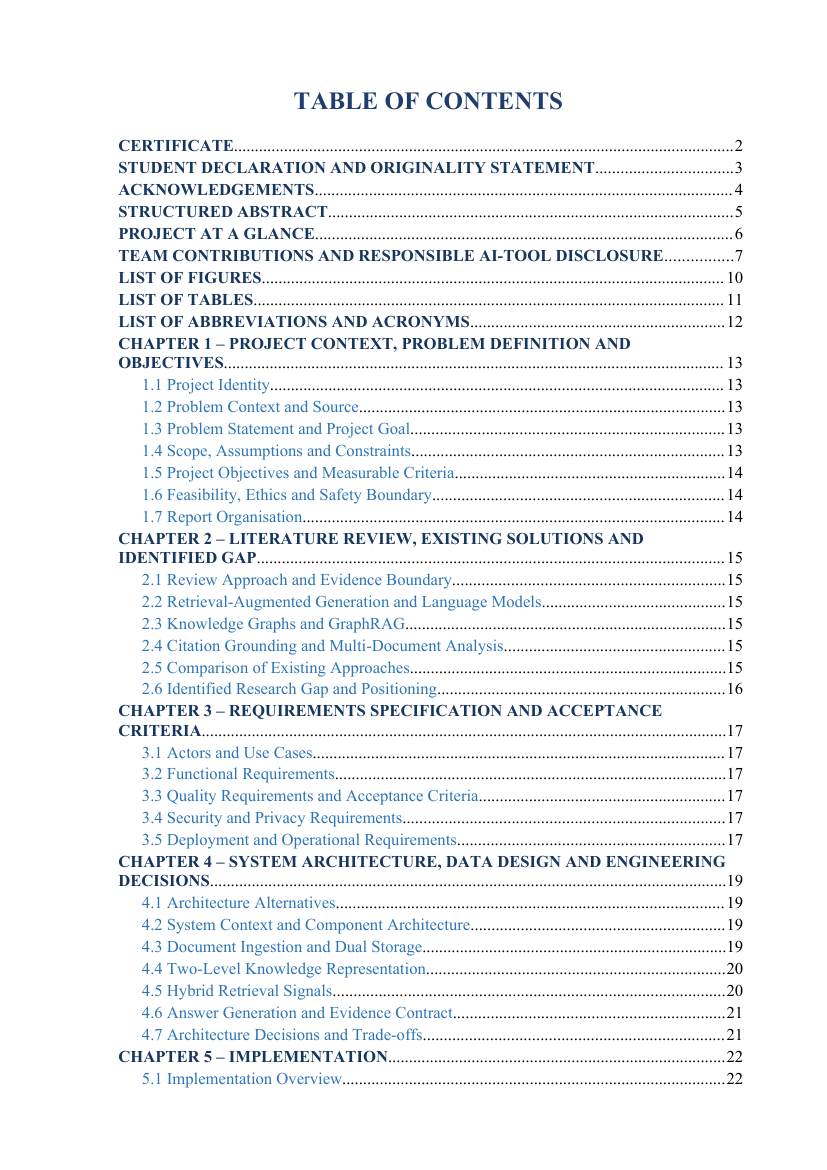 TABLE OF CONTENTS
CERTIFICATE....................2
STUDENT DECLARATION AND ORIGINALITY STATEMENT....................3
ACKNOWLEDGEMENTS....................4
STRUCTURED ABSTRACT....................5
PROJECT AT A GLANCE....................6
TEAM CONTRIBUTIONS AND RESPONSIBLE AI-TOOL DISCLOSURE....................7
LIST OF FIGURES....................10
LIST OF TABLES....................11
LIST OF ABBREVIATIONS AND ACRONYMS....................12
CHAPTER 1 – PROJECT CONTEXT, PROBLEM DEFINITION AND
OBJECTIVES....................13
1.1 Project Identity....................13
1.2 Problem Context and Source....................13
1.3 Problem Statement and Project Goal....................13
1.4 Scope, Assumptions and Constraints....................13
1.5 Project Objectives and Measurable Criteria....................14
1.6 Feasibility, Ethics and Safety Boundary....................14
1.7 Report Organisation....................14
CHAPTER 2 – LITERATURE REVIEW, EXISTING SOLUTIONS AND
IDENTIFIED GAP....................15
2.1 Review Approach and Evidence Boundary....................15
2.2 Retrieval-Augmented Generation and Language Models....................15
2.3 Knowledge Graphs and GraphRAG....................15
2.4 Citation Grounding and Multi-Document Analysis....................15
2.5 Comparison of Existing Approaches....................15
2.6 Identified Research Gap and Positioning....................16
CHAPTER 3 – REQUIREMENTS SPECIFICATION AND ACCEPTANCE
CRITERIA....................17
3.1 Actors and Use Cases....................17
3.2 Functional Requirements....................17
3.3 Quality Requirements and Acceptance Criteria....................17
3.4 Security and Privacy Requirements....................17
3.5 Deployment and Operational Requirements....................17
CHAPTER 4 – SYSTEM ARCHITECTURE, DATA DESIGN AND ENGINEERING
DECISIONS....................19
4.1 Architecture Alternatives....................19
4.2 System Context and Component Architecture....................19
4.3 Document Ingestion and Dual Storage....................19
4.4 Two-Level Knowledge Representation....................20
4.5 Hybrid Retrieval Signals....................20
4.6 Answer Generation and Evidence Contract....................21
4.7 Architecture Decisions and Trade-offs....................21
CHAPTER 5 – IMPLEMENTATION....................22
5.1 Implementation Overview....................22